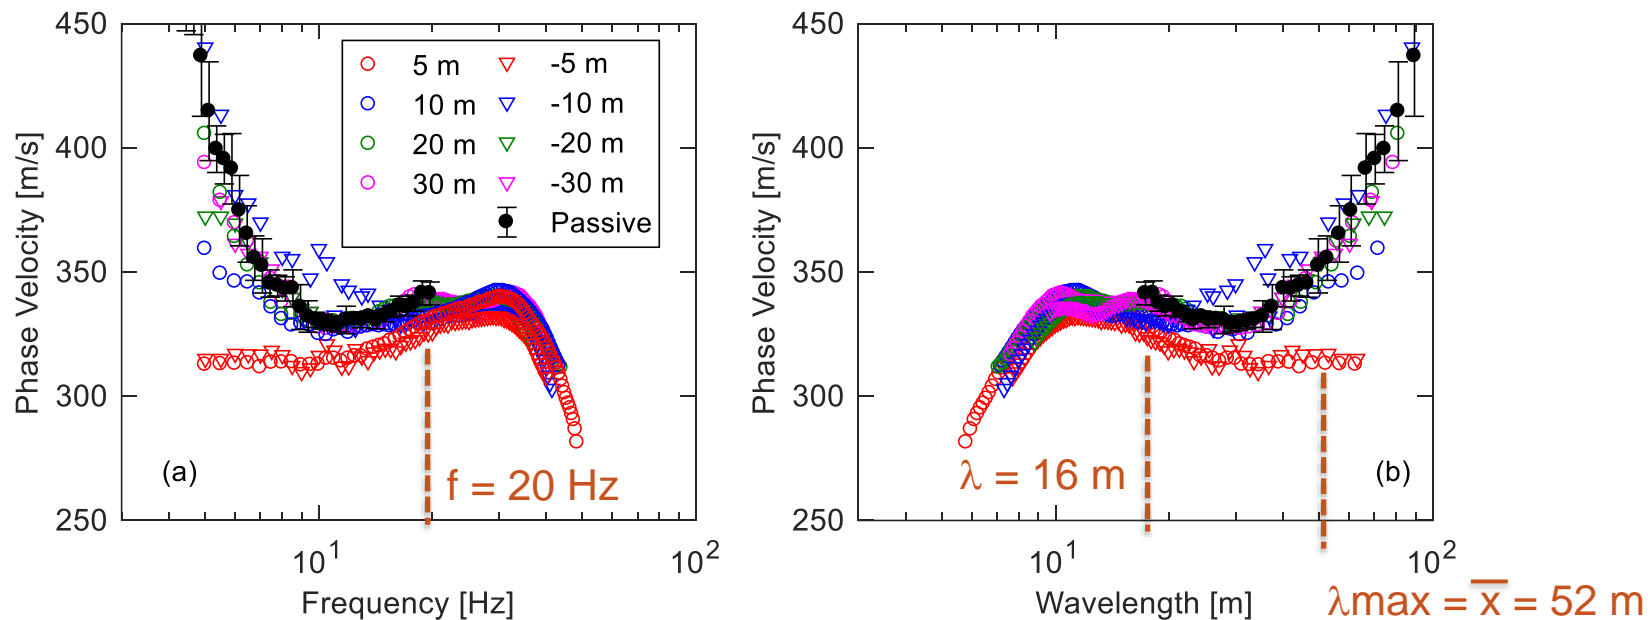 450
400
350
300
250
Phase Velocity [m/s]
5 m
-5 m
10 m
-10 m
20 m
-20 m
30 m
-30 m
Passive
(a)
f = 20 Hz
10^1
10^2
Frequency [Hz]
450
400
350
300
250
Phase Velocity [m/s]
λ = 16 m
(b)
10^1
10^2
Wavelength [m]
λmax = x̅ = 52 m